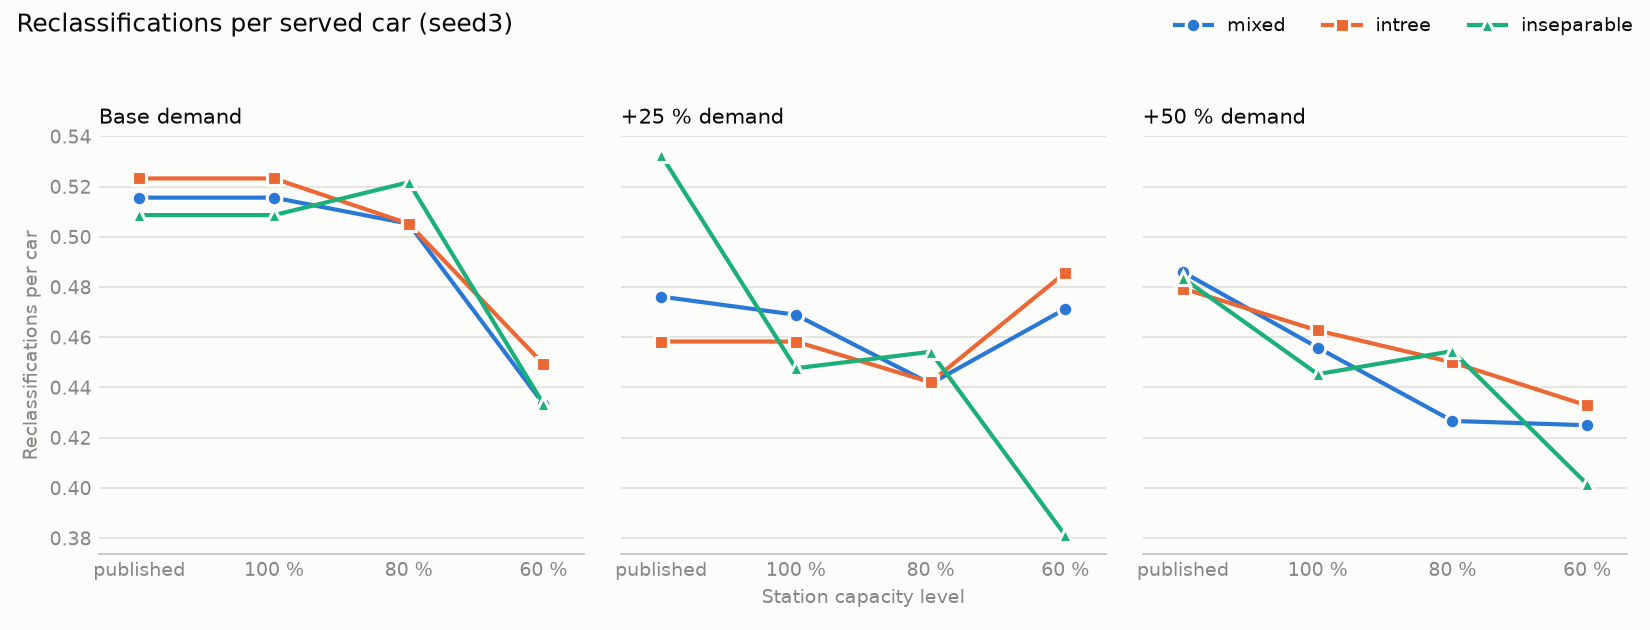 Reclassifications per served car (seed3)
mixed
intree
inseparable
Base demand
+25 % demand
+50 % demand
Reclassifications per car
0.54
0.52
0.50
0.48
0.46
0.44
0.42
0.40
0.38
published 100 % 80 % 60 %
published 100 % 80 % 60 %
published 100 % 80 % 60 %
Station capacity level